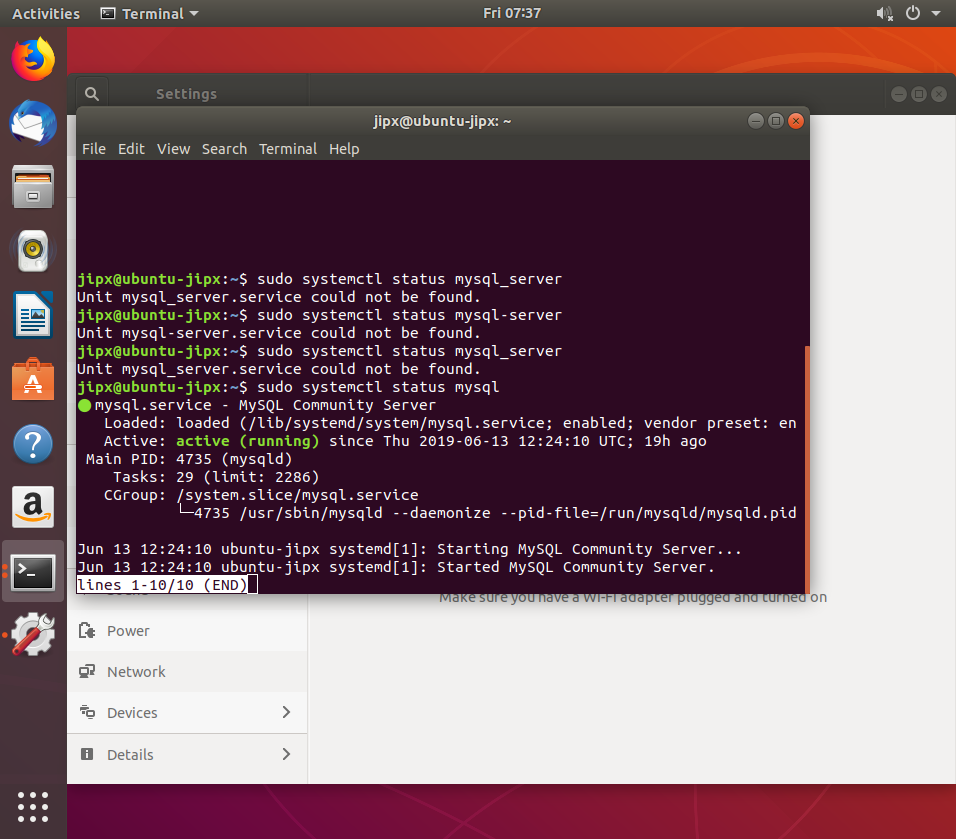 Activities Terminal Fri 07:37
Settings
jipx@ubuntu-jipx: ~
File Edit View Search Terminal Help
jipx@ubuntu-jipx:~$ sudo systemctl status mysql_server
Unit mysql_server.service could not be found.
jipx@ubuntu-jipx:~$ sudo systemctl status mysql-server
Unit mysql-server.service could not be found.
jipx@ubuntu-jipx:~$ sudo systemctl status mysql_server
Unit mysql_server.service could not be found.
jipx@ubuntu-jipx:~$ sudo systemctl status mysql
● mysql.service - MySQL Community Server
Loaded: loaded (/lib/systemd/system/mysql.service; enabled; vendor preset: en
Active: active (running) since Thu 2019-06-13 12:24:10 UTC; 19h ago
Main PID: 4735 (mysqld)
Tasks: 29 (limit: 2286)
CGroup: /system.slice/mysql.service
└─4735 /usr/sbin/mysqld --daemonize --pid-file=/run/mysqld/mysqld.pid
Jun 13 12:24:10 ubuntu-jipx systemd[1]: Starting MySQL Community Server...
Jun 13 12:24:10 ubuntu-jipx systemd[1]: Started MySQL Community Server.
lines 1-10/10 (END)
Make sure you have a Wi-Fi adapter plugged and turned on
Power
Network
Devices
Details